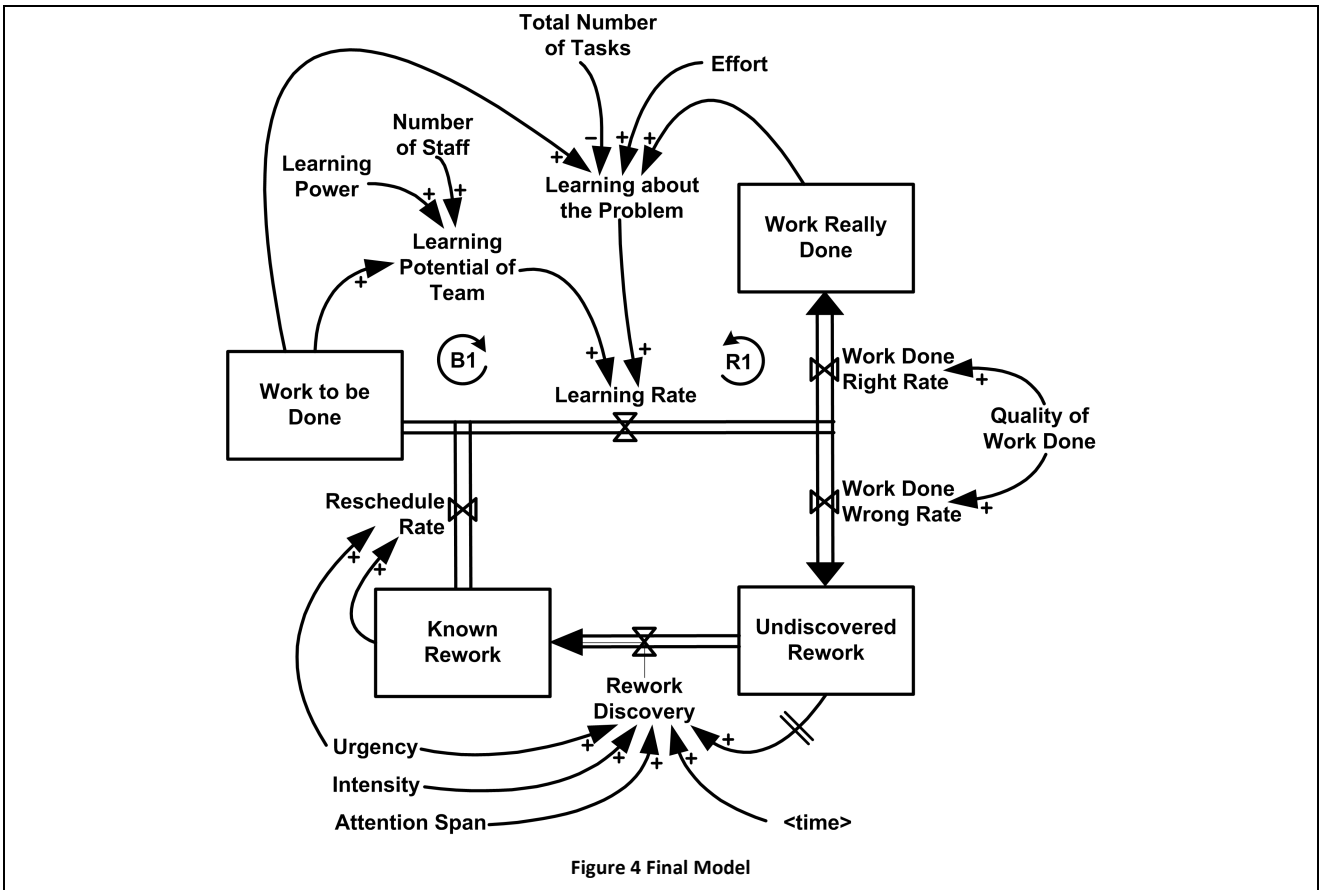 Total Number
of Tasks
Effort
Number
of Staff
Learning
Power
−
+
+
+
Learning about
the Problem
+
+
Learning
Potential of
Team
+
Work Really
Done
B1
R1
+
+
Learning Rate
Work to be
Done
Work Done
Right Rate
+
Quality of
Work Done
Reschedule
Rate
Work Done
Wrong Rate
+
+
+
Known
Rework
Undiscovered
Rework
Rework
Discovery
Urgency
+
+
+
+
+
Intensity
Attention Span
<time>
Figure 4 Final Model